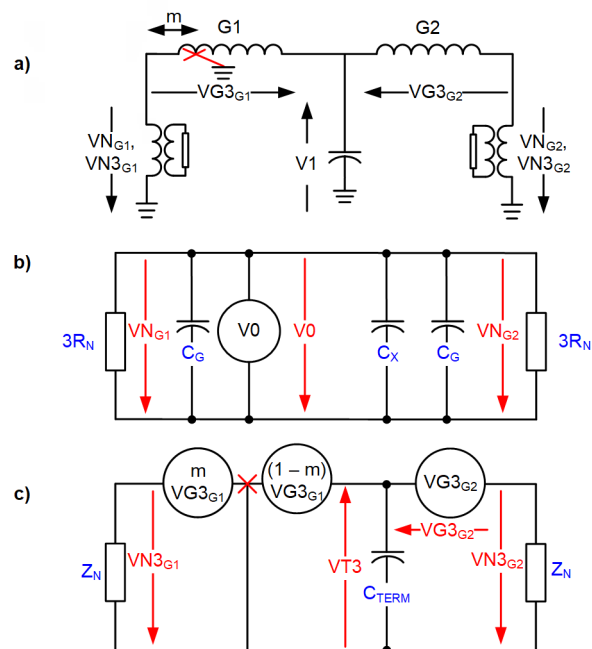 m
G1
G2
a)
VG3G1
VG3G2
VNG1,
VN3G1
V1
VNG2,
VN3G2
b)
3RN
VNG1
CG
V0
V0
CX
CG
VNG2
3RN
c)
m
VG3G1
(1 – m)
VG3G1
VG3G2
VG3G2
ZN
VN3G1
VT3
CTERM
VN3G2
ZN